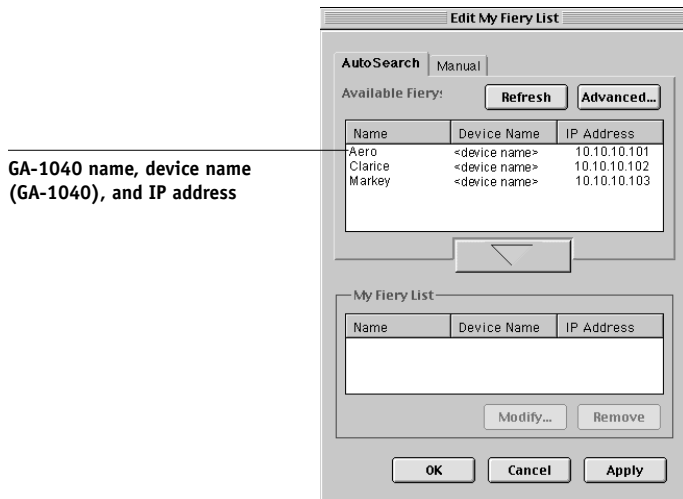 Edit My Fiery List
AutoSearch Manual
Available Fiery:
Refresh Advanced...
Name Device Name IP Address
Aero <device name> 10.10.10.101
Clarice <device name> 10.10.10.102
Markey <device name> 10.10.10.103
GA-1040 name, device name
(GA-1040), and IP address
My Fiery List
Name Device Name IP Address
Modify... Remove
OK Cancel Apply